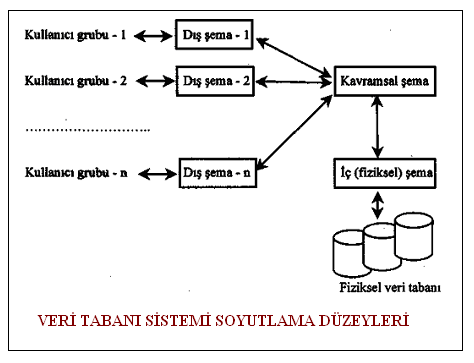 Kullanıcı grubu - 1 Dış şema - 1
Kullanıcı grubu - 2 Dış şema - 2 Kavramsal şema
................................
Kullanıcı grubu - n Dış şema - n İç (fiziksel) şema
Fiziksel veri tabanı
VERİ TABANI SİSTEMİ SOYUTLAMA DÜZEYLERİ